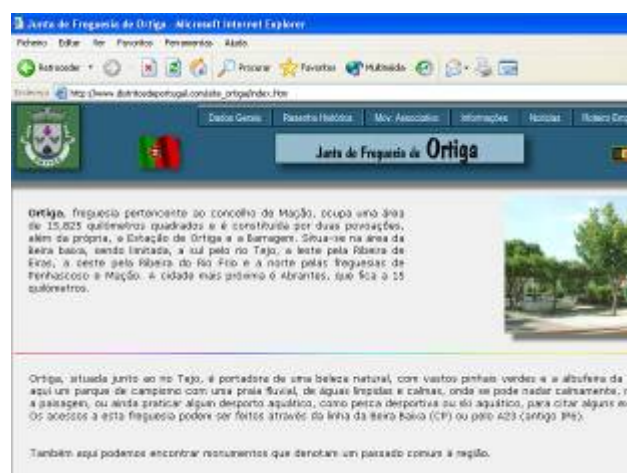 Junta de Freguesia de Ortiga - Microsoft Internet Explorer
Ficheiro Editar Ver Favoritos Ferramentas Ajuda
Retroceder Procurar Favoritos Multimédia
Endereço http://www.distritosdeportugal.com/site_ortiga/index.htm
Dados Gerais Resenha Histórica Mov. Associativo Informações Notícias Roteiro Emp
Junta de Freguesia de Ortiga
Ortiga, freguesia pertencente ao concelho de Mação, ocupa uma área
de 15,825 quilómetros quadrados e é constituída por duas povoações,
além da própria, a Estação de Ortiga e a Barragem. Situa-se na área da
Beira baixa, sendo limitada, a sul pelo rio Tejo, a leste pela Ribeira de
Eiras, a oeste pela Ribeira do Rio Frio e a norte pelas freguesias de
Penhascoso e Mação. A cidade mais próxima é Abrantes, que fica a 15
quilómetros.
Ortiga, situada junto ao rio Tejo, é portadora de uma beleza natural, com vastos pinhais verdes e a albufeira da
aqui um parque de campismo com uma praia fluvial, de águas límpidas e calmas, onde se pode nadar calmamente,
a paisagem, ou ainda praticar algum desporto aquático, como pesca desportiva ou ski aquático, para citar alguns
Os acessos a esta freguesia podem ser feitos através da linha da Beira Baixa (CP) ou pelo A23 (antigo IP6).
Também aqui podemos encontrar monumentos que denotam um passado comum à região.